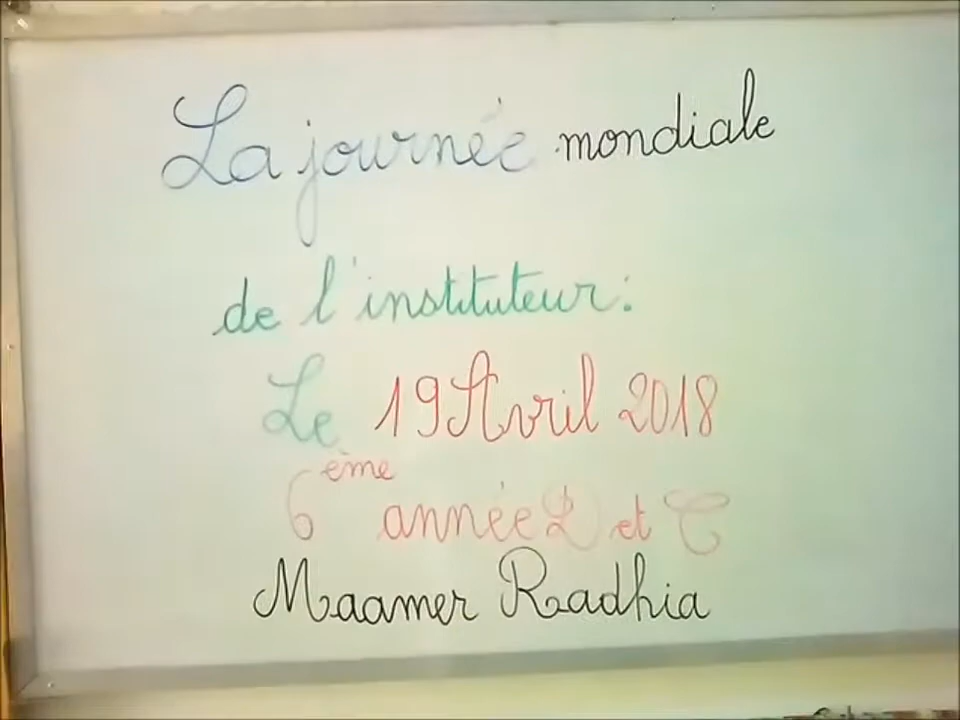 La journée mondiale
de l'instituteur:
Le 19 Avril 2018
6ème année D et C
Maamer Radhia